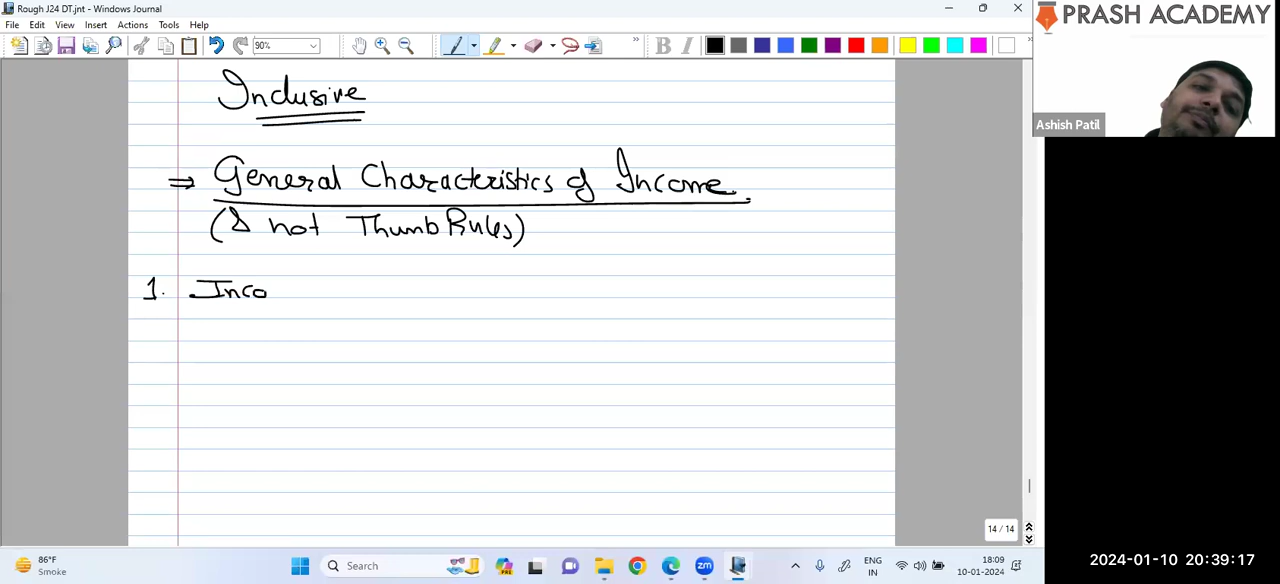 Rough J24 DT.jnt - Windows Journal
File Edit View Insert Actions Tools Help
90%
B I
PRASH ACADEMY
Ashish Patil
Inclusive
⇒ General Characteristics of Income.
(& not Thumb Rules)
1. Inco
14 / 14
86°F
Smoke
Search
ENG
IN
18:09
10-01-2024
2024-01-10 20:39:17